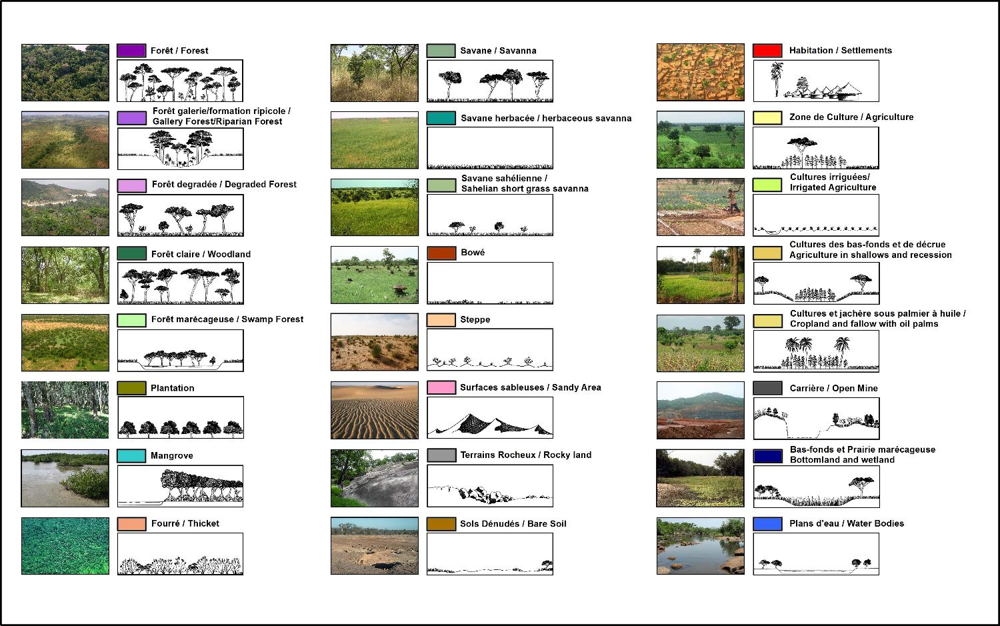 Forêt / Forest
Forêt galerie/formation ripicole /
Gallery Forest/Riparian Forest
Forêt degradée / Degraded Forest
Forêt claire / Woodland
Forêt marécageuse / Swamp Forest
Plantation
Mangrove
Fourré / Thicket
Savane / Savanna
Savane herbacée / herbaceous savanna
Savane sahélienne /
Sahelian short grass savanna
Bowé
Steppe
Surfaces sableuses / Sandy Area
Terrains Rocheux / Rocky land
Sols Dénudés / Bare Soil
Habitation / Settlements
Zone de Culture / Agriculture
Cultures irriguées/
Irrigated Agriculture
Cultures des bas-fonds et de décrue
Agriculture in shallows and recession
Cultures et jachère sous palmier à huile /
Cropland and fallow with oil palms
Carrière / Open Mine
Bas-fonds et Prairie marécageuse
Bottomland and wetland
Plans d'eau / Water Bodies